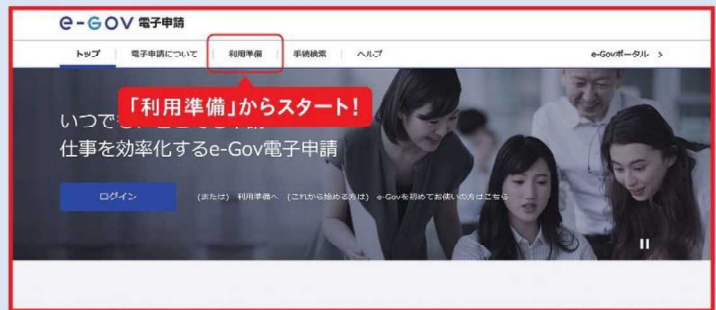 e-GOV 電子申請
トップ 電子申請について 利用準備 手続検索 ヘルプ e-Govポータル >
「利用準備」からスタート!
いつでも
仕事を効率化するe-Gov電子申請
ログイン (または) 利用準備へ (これから始める方は) e-Govを初めてお使いの方はこちら